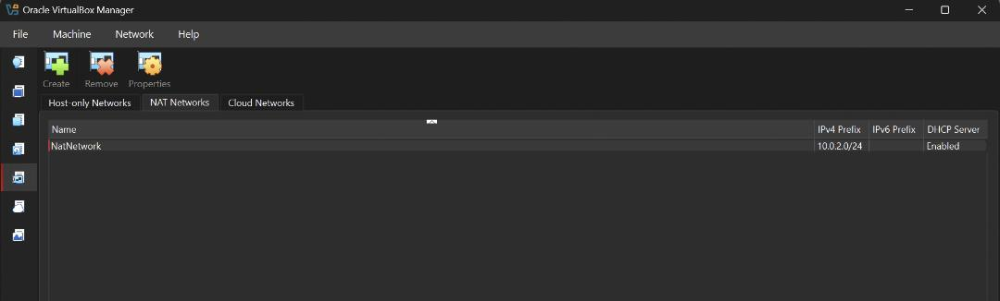 Oracle VirtualBox Manager
File Machine Network Help
Create Remove Properties
Host-only Networks NAT Networks Cloud Networks
Name IPv4 Prefix IPv6 Prefix DHCP Server
NatNetwork 10.0.2.0/24 Enabled